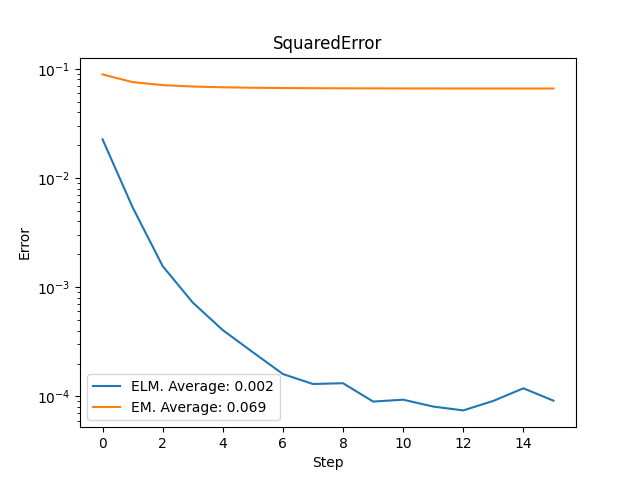 SquaredError
10⁻¹
10⁻²
10⁻³
10⁻⁴
Error
ELM. Average: 0.002
EM. Average: 0.069
0 2 4 6 8 10 12 14
Step